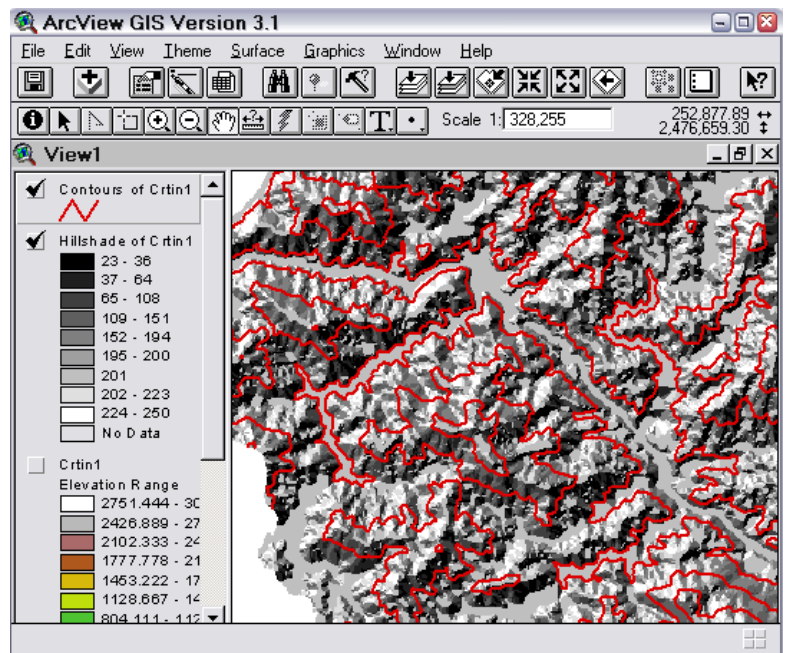 ArcView GIS Version 3.1
File Edit View Theme Surface Graphics Window Help
T. Scale 1: 328,255 252,877.89
2,476,659.30
View1
Contours of Crtin1
Hillshade of Crtin1
23 - 36
37 - 64
65 - 108
109 - 151
152 - 194
195 - 200
201
202 - 223
224 - 250
No Data
Crtin1
Elevation Range
2751.444 - 30
2426.889 - 27
2102.333 - 24
1777.778 - 21
1453.222 - 17
1128.667 - 14
804.111 - 112